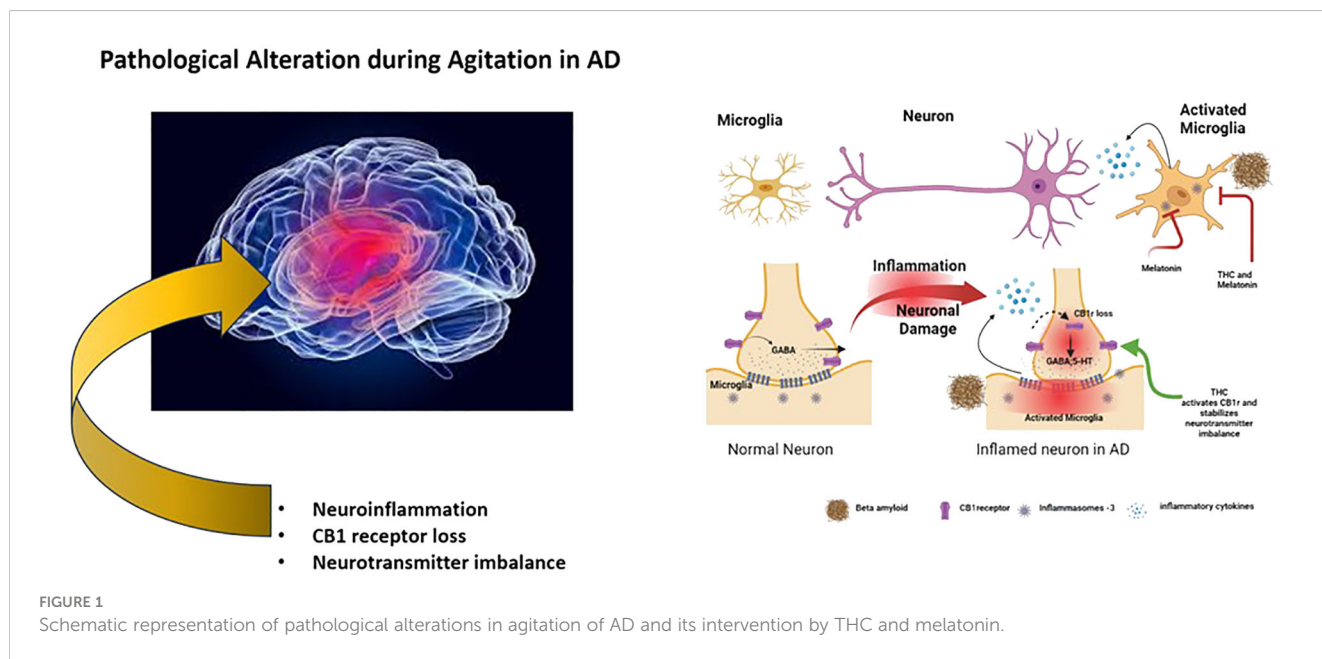 Pathological Alteration during Agitation in AD
• Neuroinflammation
• CB1 receptor loss
• Neurotransmitter imbalance
Microglia
Neuron
Activated
Microglia
Melatonin
THC and
Melatonin
Inflammation
Neuronal
Damage
GABA
Microglia
Normal Neuron
CB1r loss
GABA;5-HT
Activated Microglia
Inflamed neuron in AD
THC
activates CB1r and
stabilizes
neurotransmitter
imbalance
Beta amyloid
CB1receptor
Inflammasomes -3
inflammatory cytokines
FIGURE 1
Schematic representation of pathological alterations in agitation of AD and its intervention by THC and melatonin.